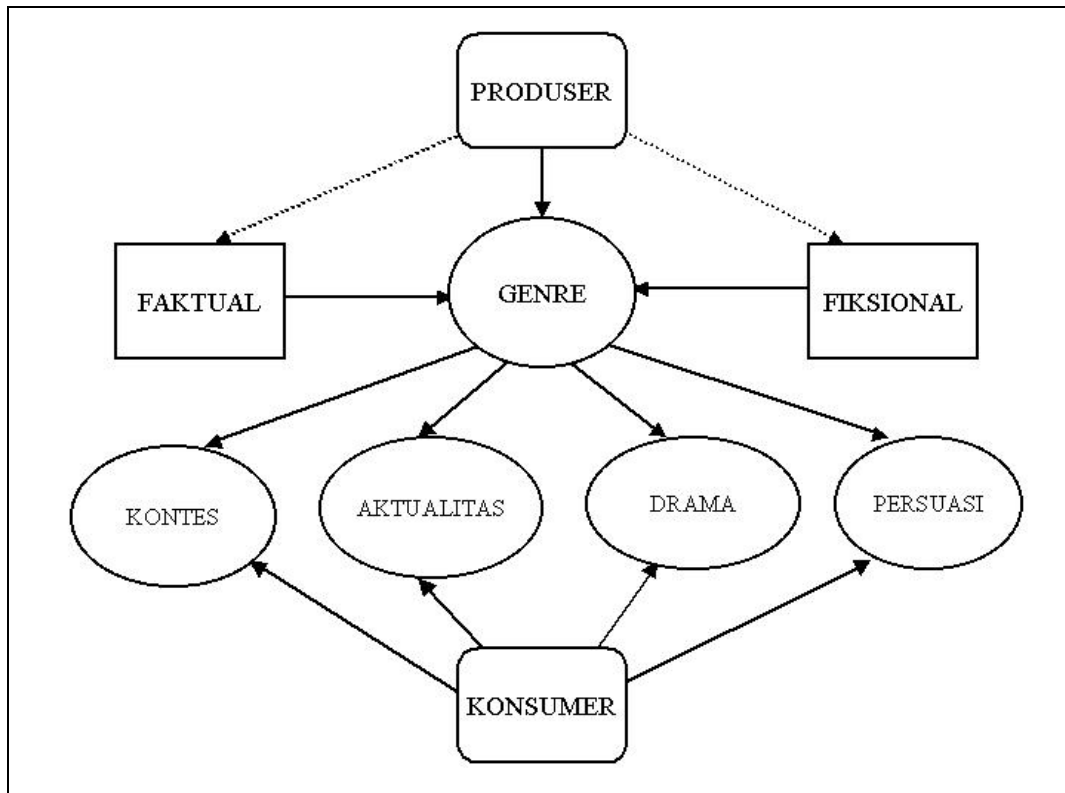 PRODUSER
FAKTUAL
GENRE
FIKSIONAL
KONTES
AKTUALITAS
DRAMA
PERSUASI
KONSUMER